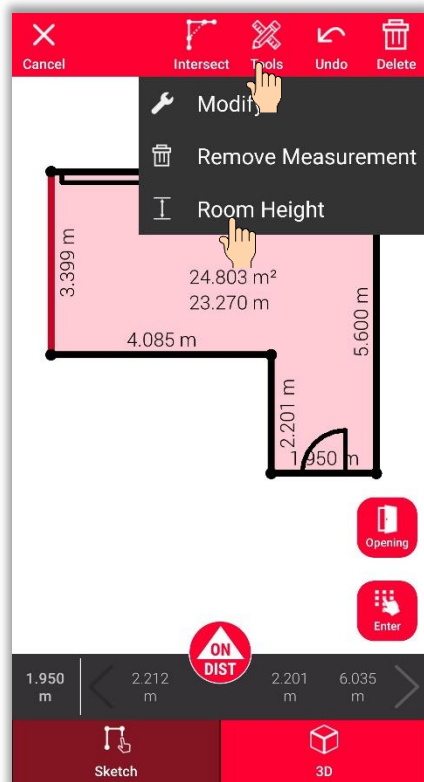 Cancel
Intersect
Tools
Undo
Delete
Modify
Remove Measurement
Room Height
3.399 m
24.803 m²
23.270 m
5.600 m
4.085 m
2.201 m
1.950 m
Opening
Enter
ON
DIST
1.950
m
2.212
m
2.201
m
6.035
m
Sketch
3D